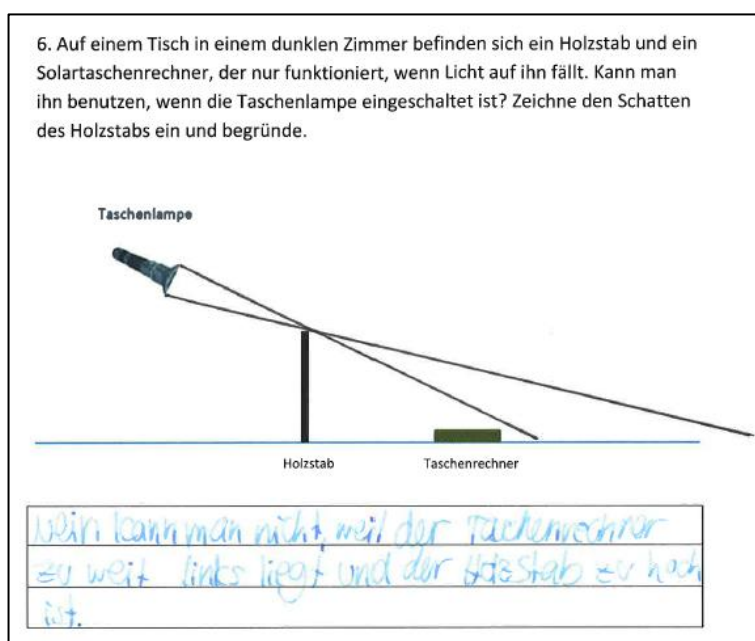 6. Auf einem Tisch in einem dunklen Zimmer befinden sich ein Holzstab und ein
Solartaschenrechner, der nur funktioniert, wenn Licht auf ihn fällt. Kann man
ihn benutzen, wenn die Taschenlampe eingeschaltet ist? Zeichne den Schatten
des Holzstabs ein und begründe.
Taschenlampe
Holzstab
Taschenrechner
Nein kann man nicht, weil der Tachenrechner
zu weit links liegt und der Holzstab zu hoch
ist.